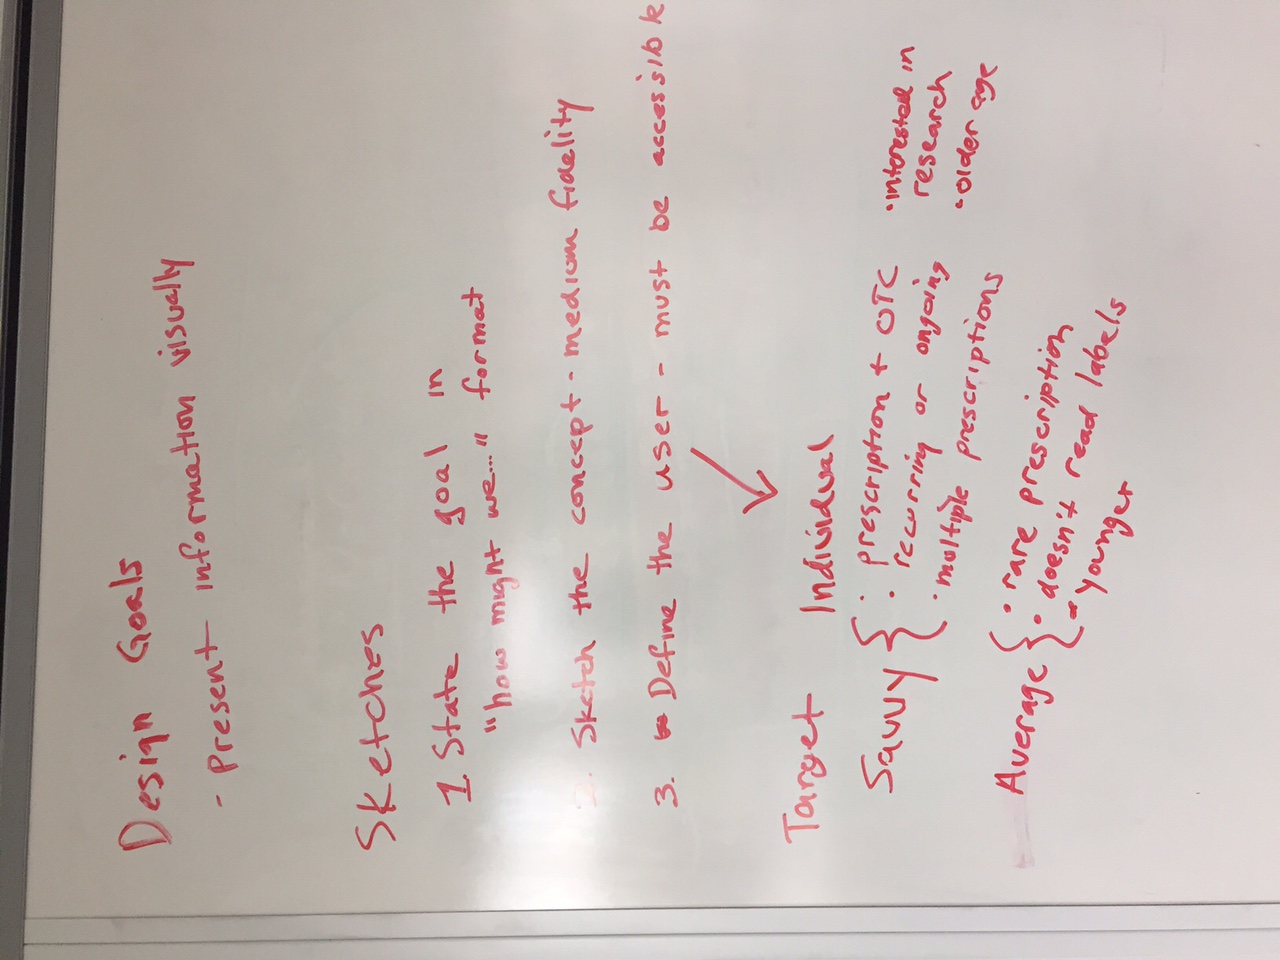 Design Goals
- Present information visually
Sketches
1. State the goal in
"how might we..." format
2. Sketch the concept - medium fidelity
3. Define the user - must be accessible
Target Individual
Savvy { · prescription + OTC
· recurring or ongoing
· multiple prescriptions
· interested in
research
· older age
Average { · rare prescription
· doesn't read labels
· younger